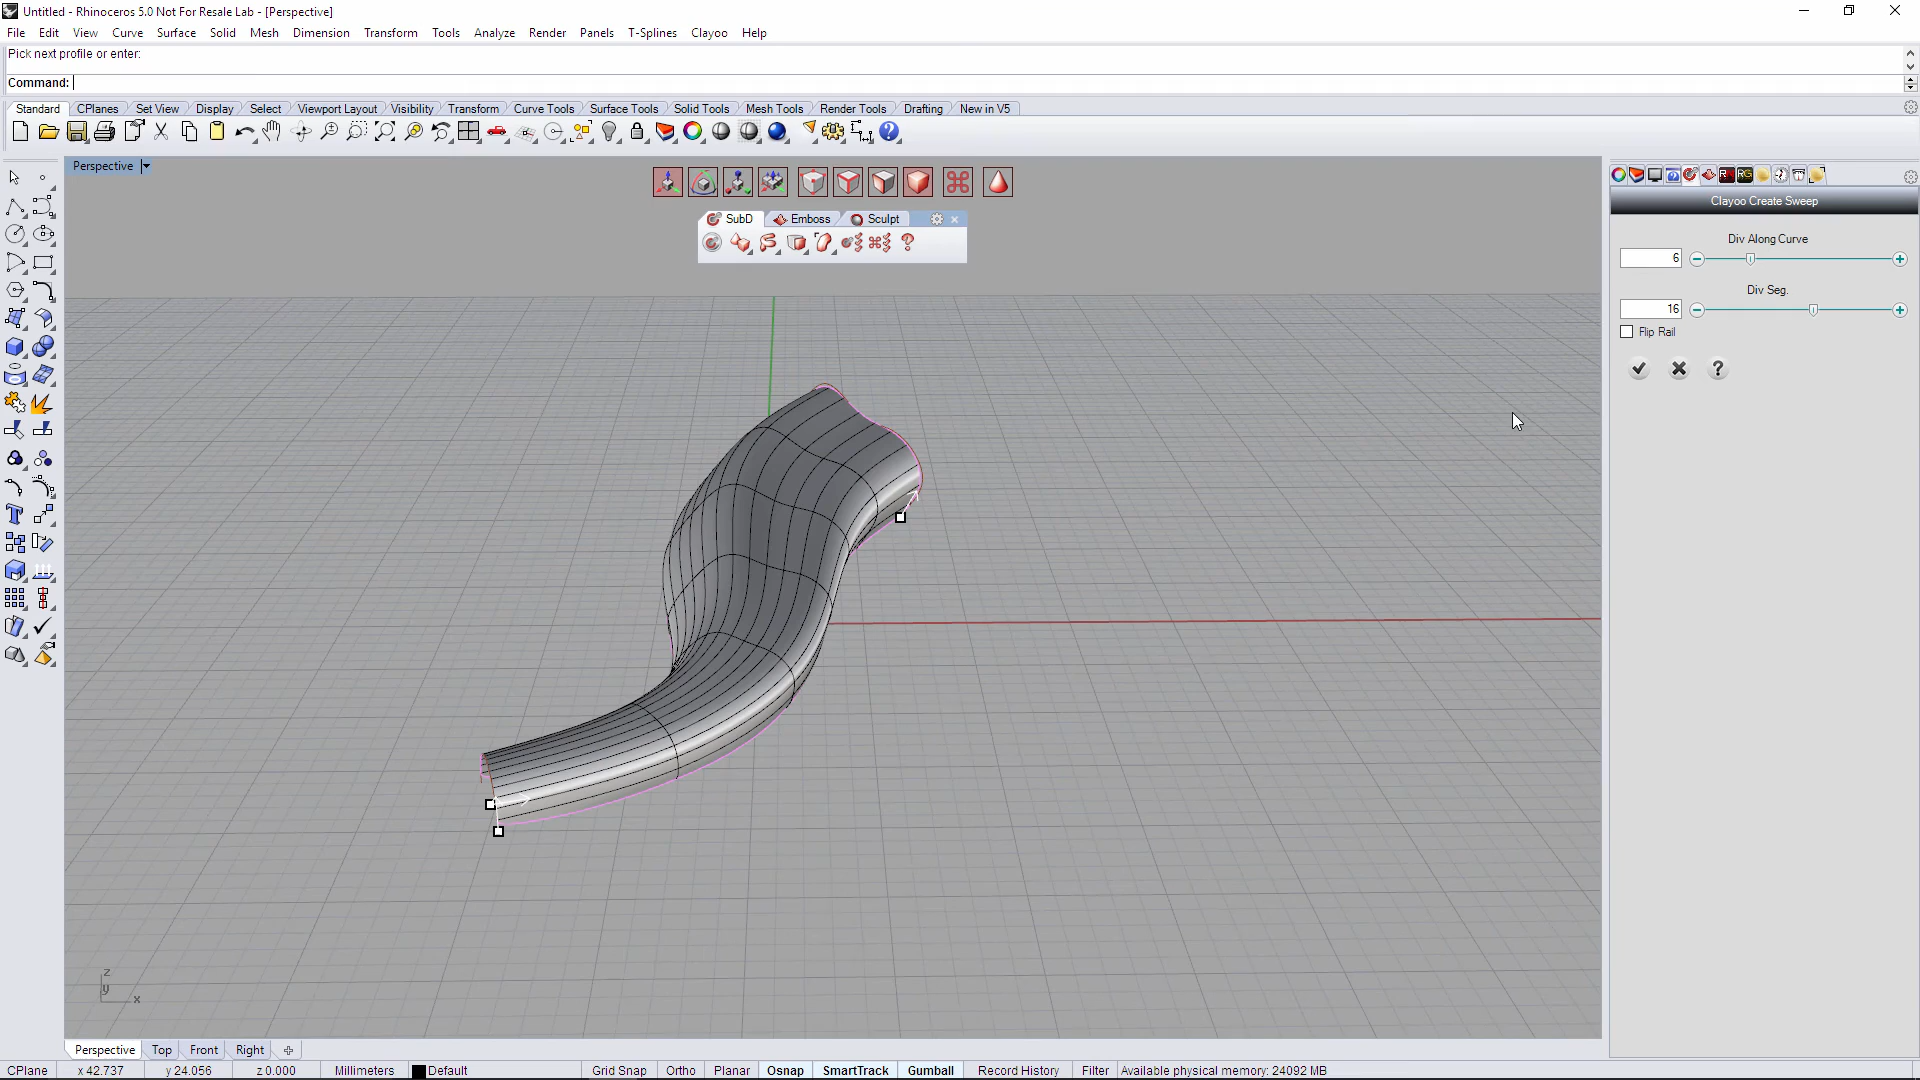 Untitled - Rhinoceros 5.0 Not For Resale Lab - [Perspective]
File Edit View Curve Surface Solid Mesh Dimension Transform Tools Analyze Render Panels T-Splines Clayoo Help
Pick next profile or enter:
Command:
Standard CPlanes Set View Display Select Viewport Layout Visibility Transform Curve Tools Surface Tools Solid Tools Mesh Tools Render Tools Drafting New in V5
Perspective
SubD Emboss Sculpt
Clayoo Create Sweep
Div Along Curve
6
Div Seg.
16
Flip Rail
z
y
x
Perspective Top Front Right
CPlane x 42.737 y 24.056 z 0.000 Millimeters Default Grid Snap Ortho Planar Osnap SmartTrack Gumball Record History Filter Available physical memory: 24092 MB